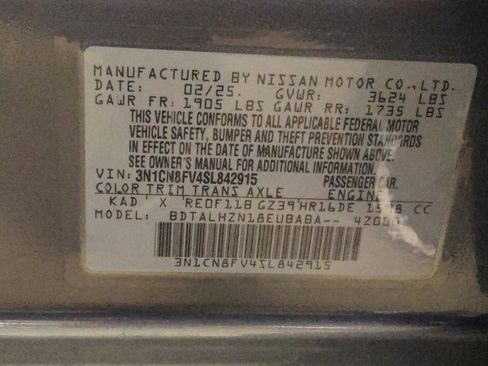 MANUFACTURED BY NISSAN MOTOR CO., LTD.
DATE: 02/25. GVWR: 3624 LBS
GAWR FR: 1905 LBS GAWR RR: 1735 LBS
THIS VEHICLE CONFORMS TO ALL APPLICABLE FEDERAL MOTOR
VEHICLE SAFETY, BUMPER AND THEFT PREVENTION STANDARDS
IN EFFECT ON THE DATE OF MANUFACTURE SHOWN ABOVE.
SEE OWNER'S MANUAL FOR ADDITIONAL INFORMATION.
VIN: 3N1CN8FV4SL842915 PASSENGER CAR.
COLOR TRIM TRANS AXLE ENGINE
KAD X RE0F11B GZ39 HR16DE CC
MODEL: BDTALHZN18EUBABA--
3N1CN8FV4SL842915